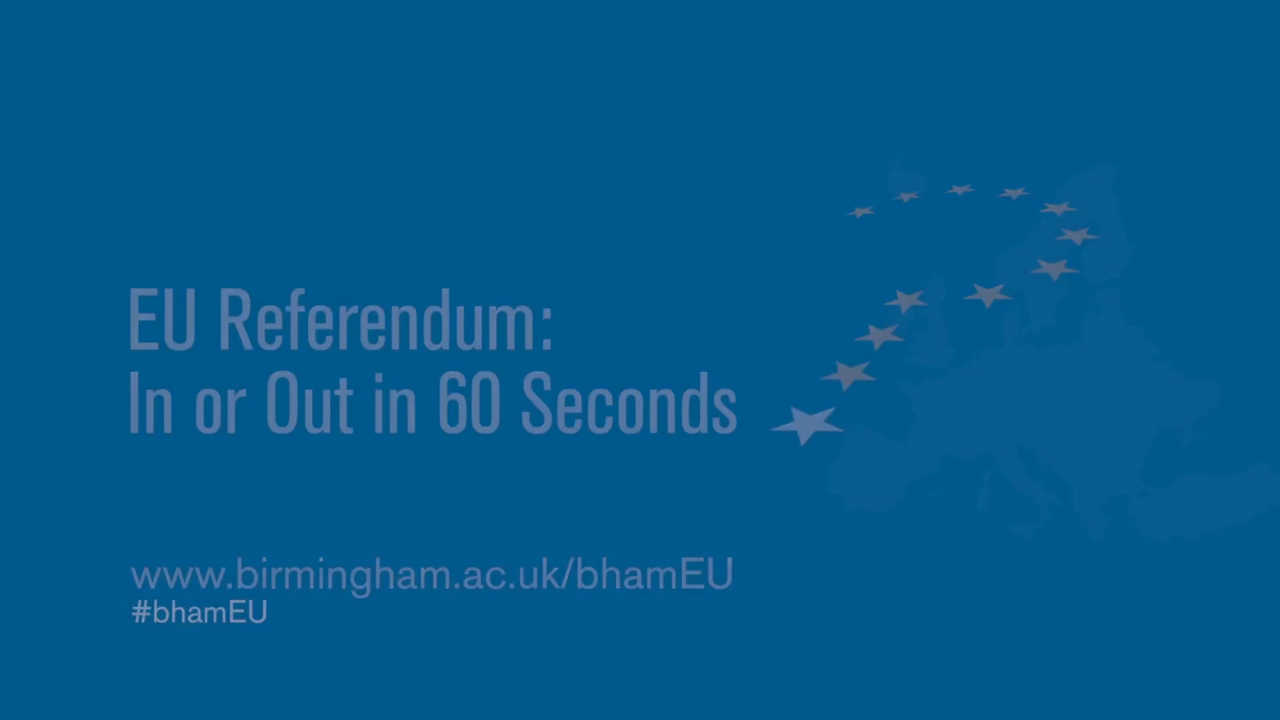 EU Referendum:
In or Out in 60 Seconds
www.birmingham.ac.uk/bhamEU
#bhamEU